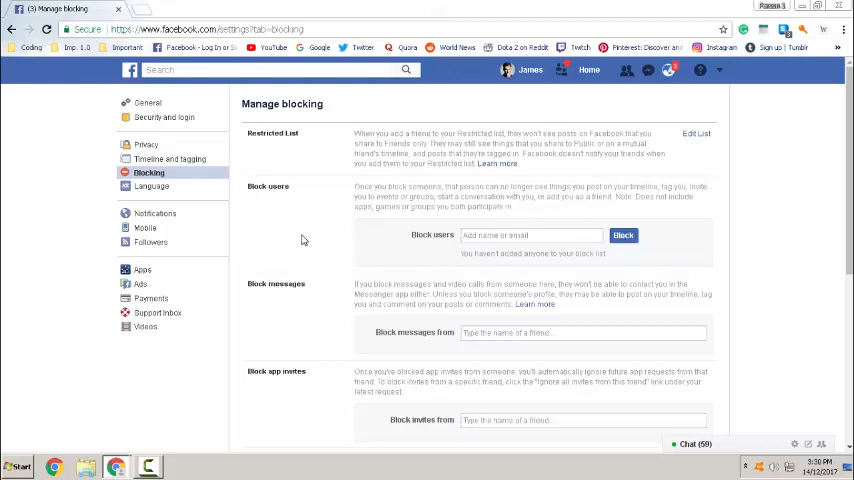 (3) Manage blocking
Person 1
Secure
https://www.facebook.com/settings?tab=blocking
Coding
Imp. 1.0
Important
Facebook - Log In or S
YouTube
Google
Twitter
Quora
World News
Dota 2 on Reddit
Twitch
Pinterest: Discover and
Instagram
Sign up | Tumblr
Search
James
Home
3
General
Security and login
Privacy
Timeline and tagging
Blocking
Language
Notifications
Mobile
Followers
Apps
Ads
Payments
Support Inbox
Videos
Manage blocking
Restricted List
When you add a friend to your Restricted list, they won't see posts on Facebook that you
share to Friends only. They may still see things that you share to Public or on a mutual
friend's timeline, and posts that they're tagged in. Facebook doesn't notify your friends when
you add them to your Restricted list. Learn more.
Edit List
Block users
Once you block someone, that person can no longer see things you post on your timeline, tag you, invite
you to events or groups, start a conversation with you, or add you as a friend. Note: Does not include
apps, games or groups you both participate in.
Block users
Add name or email
Block
You haven't added anyone to your block list.
Block messages
If you block messages and video calls from someone here, they won't be able to contact you in the
Messenger app either. Unless you block someone's profile, they may be able to post on your timeline, tag
you and comment on your posts or comments. Learn more.
Block messages from
Type the name of a friend...
Block app invites
Once you've blocked app invites from someone, you'll automatically ignore future app requests from that
friend. To block invites from a specific friend, click the "Ignore all invites from this friend" link under your
latest request.
Block invites from
Type the name of a friend...
Chat (59)
Start
3:30 PM
14/12/2017